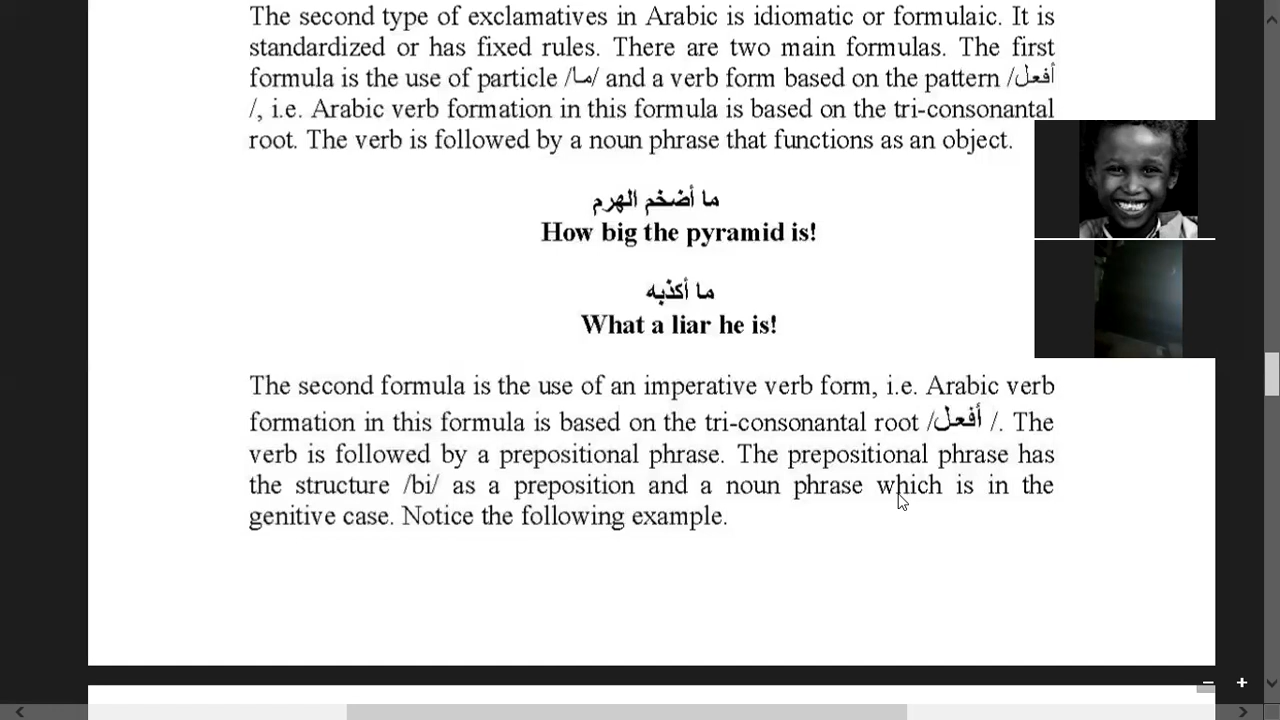 The second type of exclamatives in Arabic is idiomatic or formulaic. It is
standardized or has fixed rules. There are two main formulas. The first
formula is the use of particle /ما/ and a verb form based on the pattern /أفعل
/, i.e. Arabic verb formation in this formula is based on the tri-consonantal
root. The verb is followed by a noun phrase that functions as an object.
ما أضخم الهرم
How big the pyramid is!
ما أكذبه
What a liar he is!
The second formula is the use of an imperative verb form, i.e. Arabic verb
formation in this formula is based on the tri-consonantal root /أفعل /. The
verb is followed by a prepositional phrase. The prepositional phrase has
the structure /bi/ as a preposition and a noun phrase which is in the
genitive case. Notice the following example.